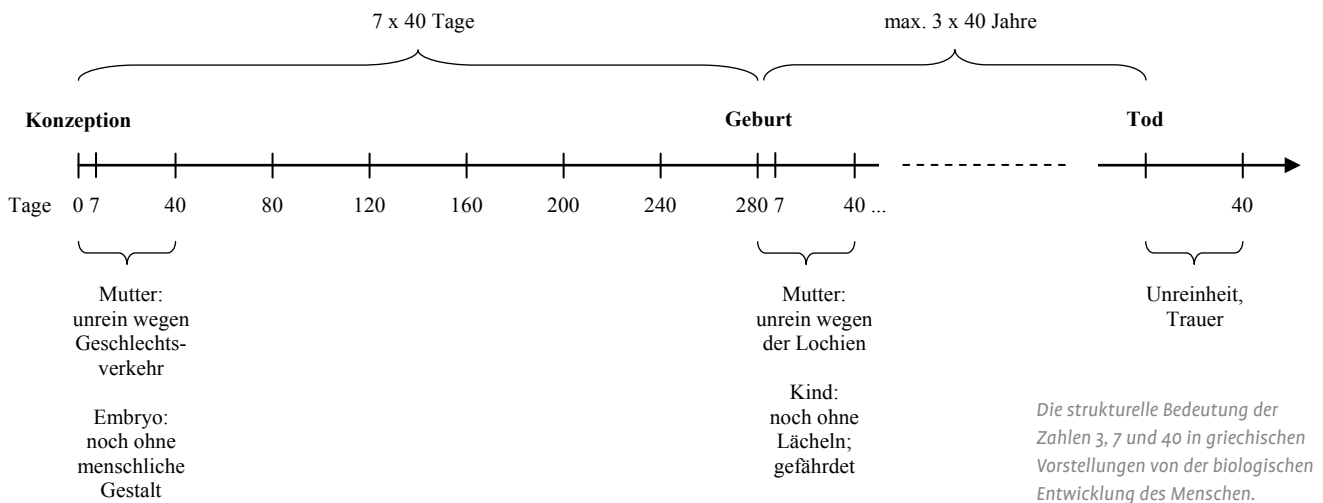 7 x 40 Tage
max. 3 x 40 Jahre
Konzeption
Geburt
Tod
Tage 0 7 40 80 120 160 200 240 280 7 40 ... 40
Mutter:
unrein wegen
Geschlechts-
verkehr
Embryo:
noch ohne
menschliche
Gestalt
Mutter:
unrein wegen
der Lochien
Kind:
noch ohne
Lächeln;
gefährdet
Unreinheit,
Trauer
Die strukturelle Bedeutung der
Zahlen 3, 7 und 40 in griechischen
Vorstellungen von der biologischen
Entwicklung des Menschen.